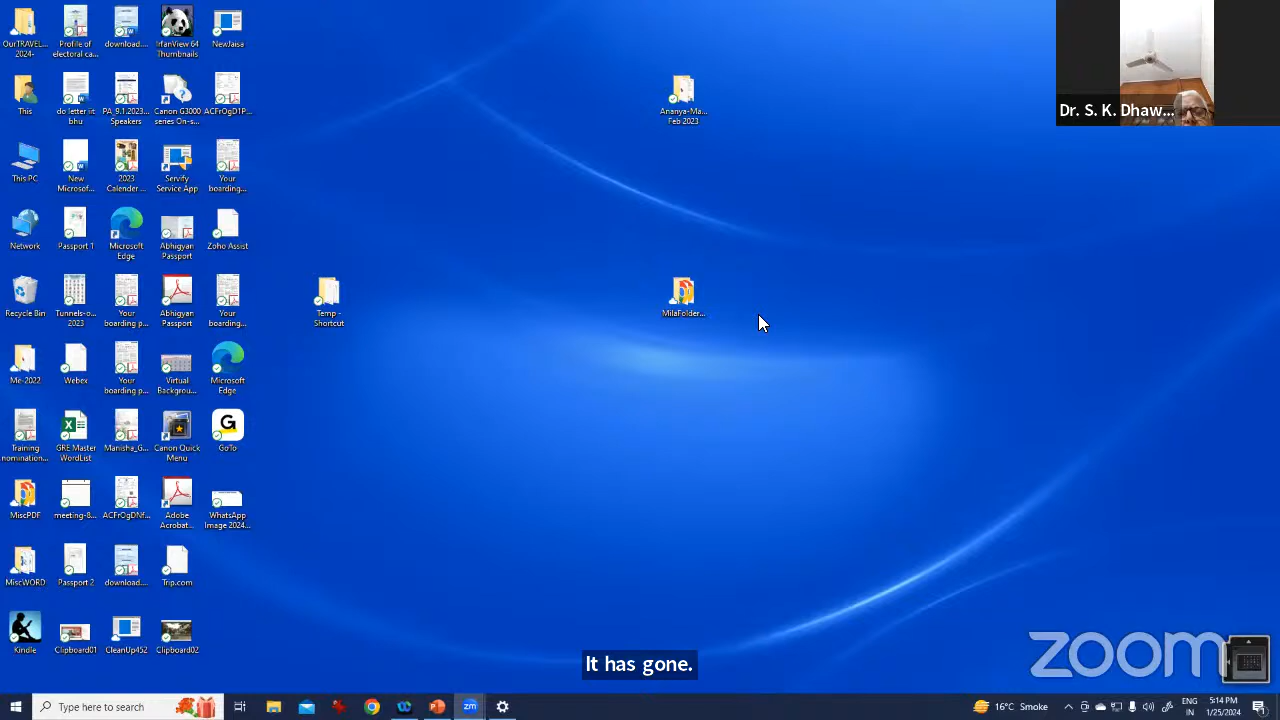 OurTRAVEL...
2024-
Profile of
electoral ca...
download....
IrfanView 64
Thumbnails
NewJaisa
This
do letter iit
bhu
PA_9.1.2023...
Speakers
Canon G3000
series On-s...
ACFrOgD1P...
This PC
New
Microsof...
2023
Calender...
Servify
Service App
Your
boarding...
Network
Passport 1
Microsoft
Edge
Abhigyan
Passport
Zoho Assist
Recycle Bin
Tunnels-o...
2023
Your
boarding p...
Abhigyan
Passport
Your
boarding...
Me-2022
Webex
Your
boarding p...
Virtual
Backgrou...
Microsoft
Edge
Training
nomination...
GRE Master
WordList
Manisha_G...
Canon Quick
Menu
G
GoTo
MiscPDF
meeting-8...
ACFrOgDNf...
Adobe
Acrobat...
WhatsApp
Image 2024...
MiscWORD
Passport 2
download....
Trip.com
Kindle
Clipboard01
CleanUp452
Clipboard02
Temp -
Shortcut
Ananya-Ma...
Feb 2023
MilaFolder...
Dr. S. K. Dhaw...
It has gone.
zoom
Type here to search
zm
16°C Smoke
ENG
IN
5:14 PM
1/25/2024